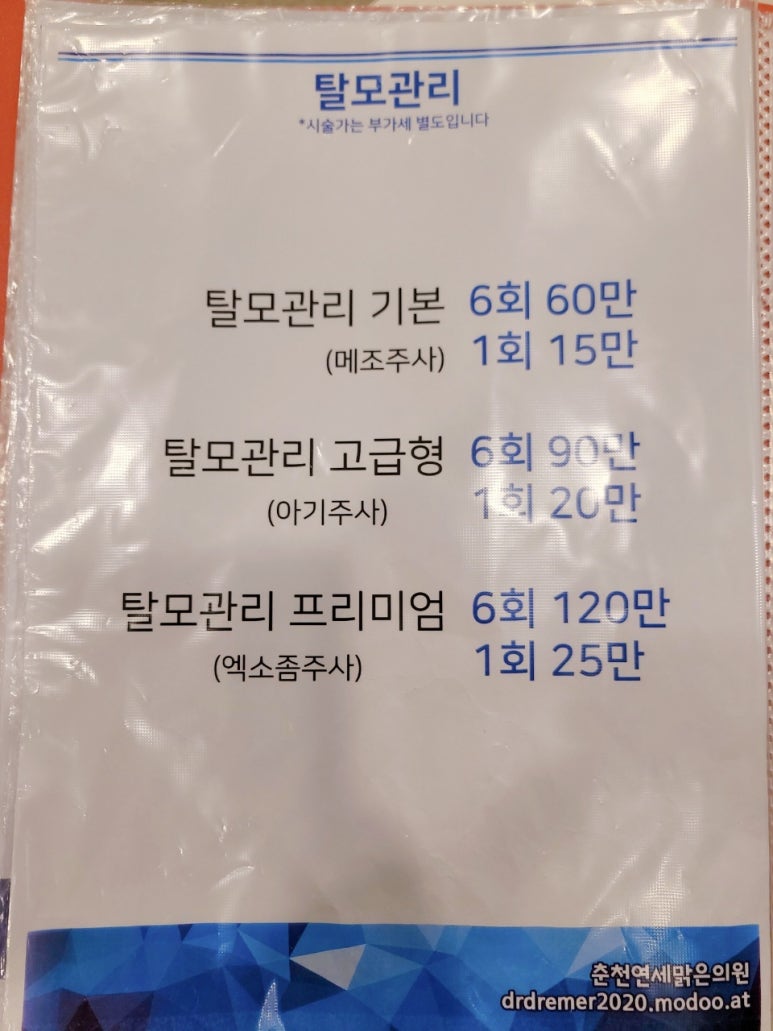 탈모관리
*시술가는 부가세 별도입니다
탈모관리 기본 6회 60만
(메조주사) 1회 15만
탈모관리 고급형 6회 90만
(아기주사) 1회 20만
탈모관리 프리미엄 6회 120만
(엑소좀주사) 1회 25만
춘천연세맑은의원
drdremer2020.modoo.at